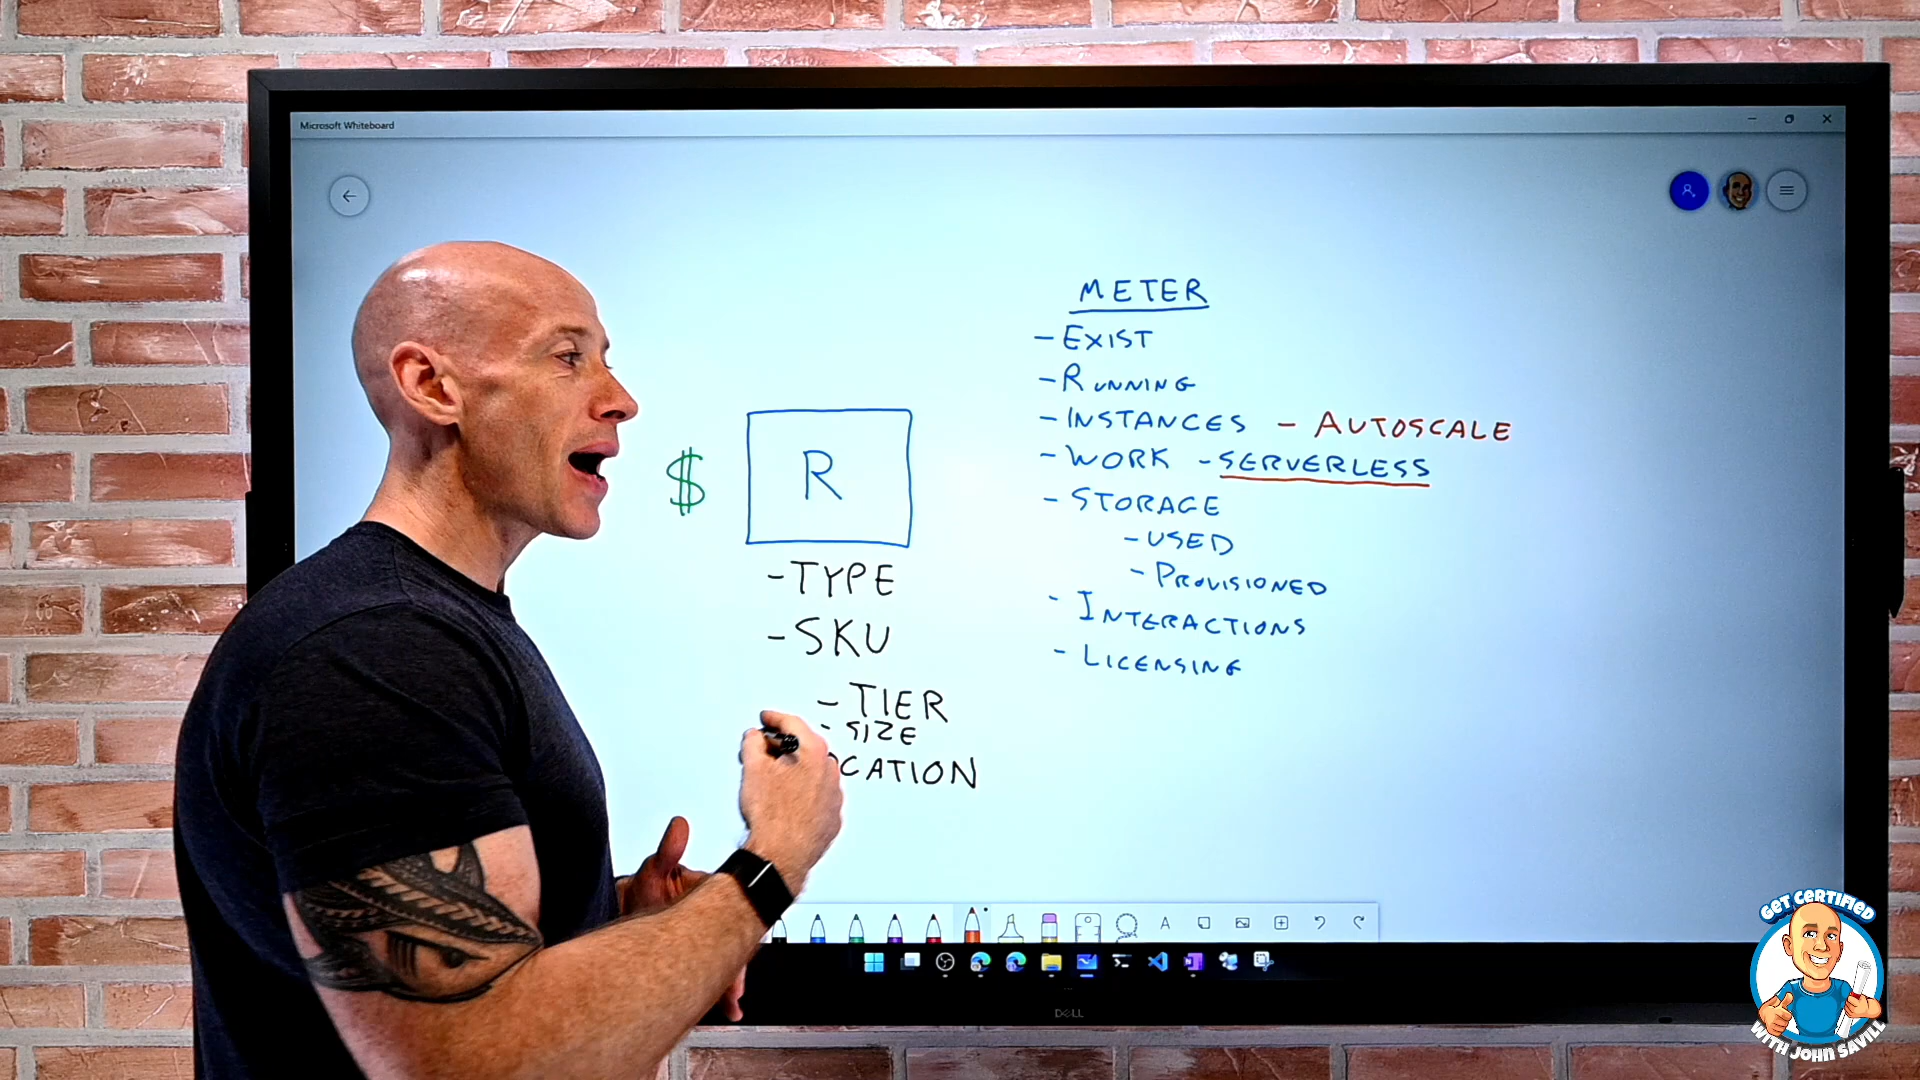 Microsoft Whiteboard
METER
- EXIST
- RUNNING
- INSTANCES - AUTOSCALE
- WORK - SERVERLESS
- STORAGE
- USED
- PROVISIONED
- INTERACTIONS
- LICENSING
$
R
- TYPE
- SKU
- TIER
- SIZE
OCATION
A
DELL
GET CERTIFIED
WITH JOHN SAVILL